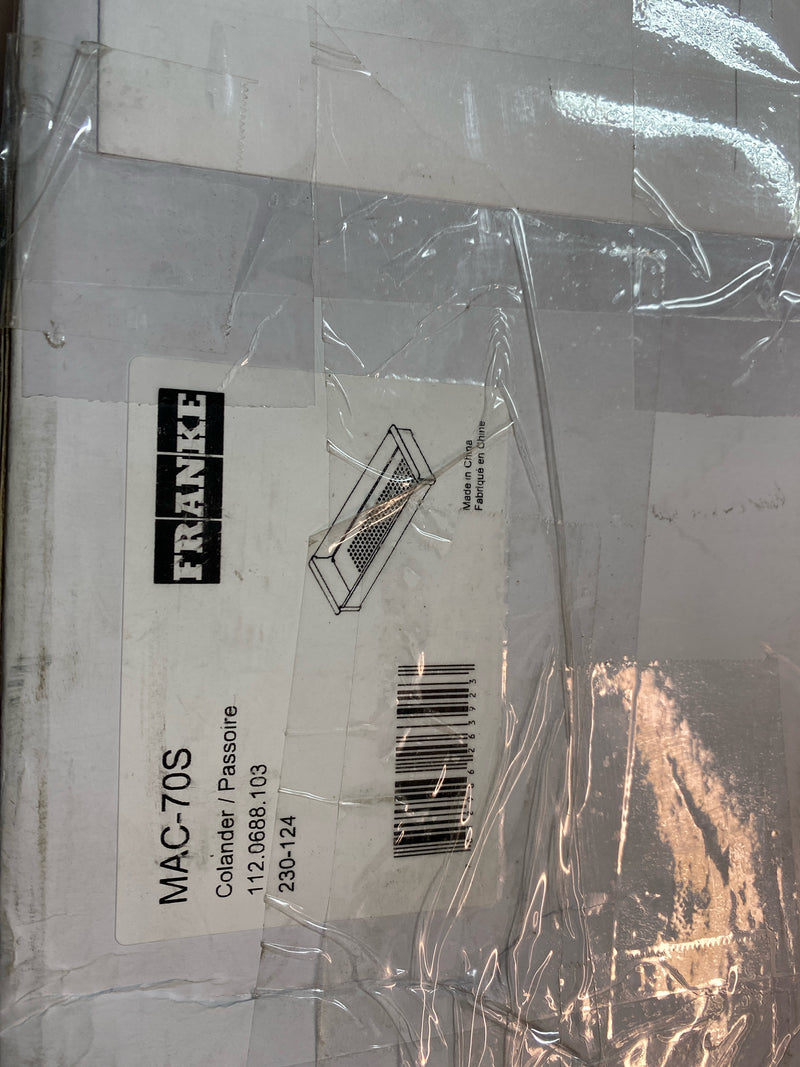 FRANKE
MAC-70S
Colander / Passoire
112.0688.103
230-124
Made in China
Fabriqué en Chine